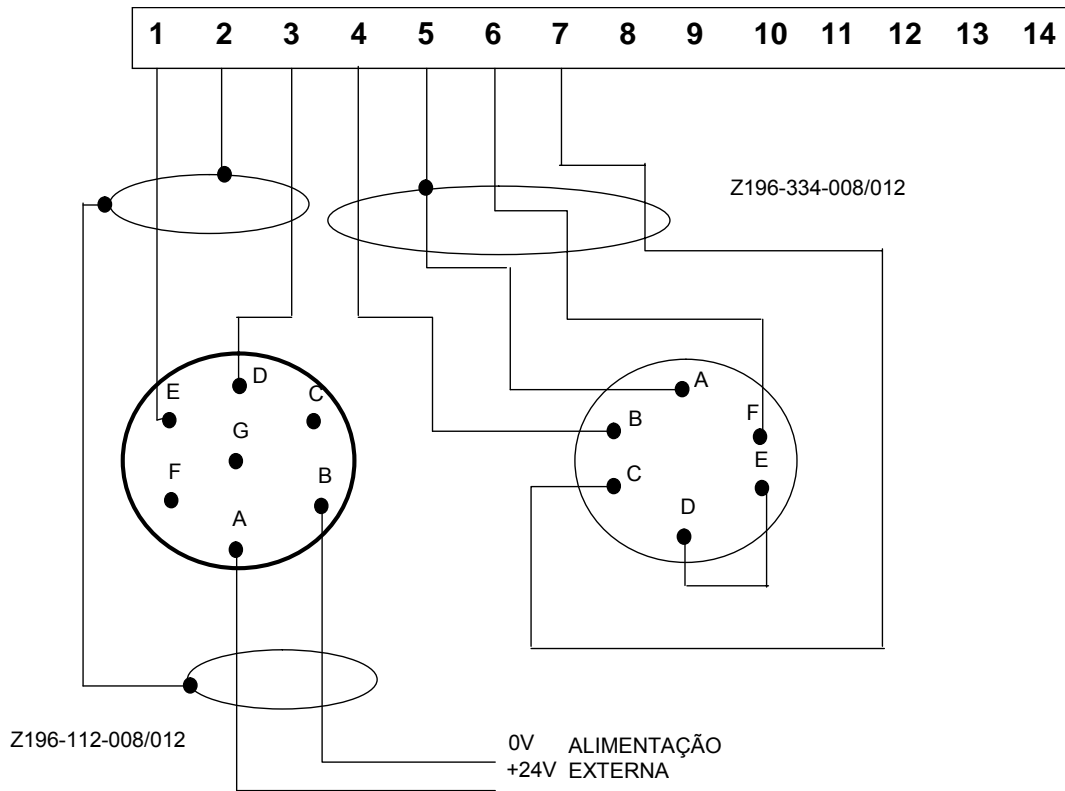 1 2 3 4 5 6 7 8 9 10 11 12 13 14
Z196-334-008/012
D
E
C
G
F
B
A
A
B
F
C
E
D
Z196-112-008/012
0V ALIMENTAÇÃO
+24V EXTERNA